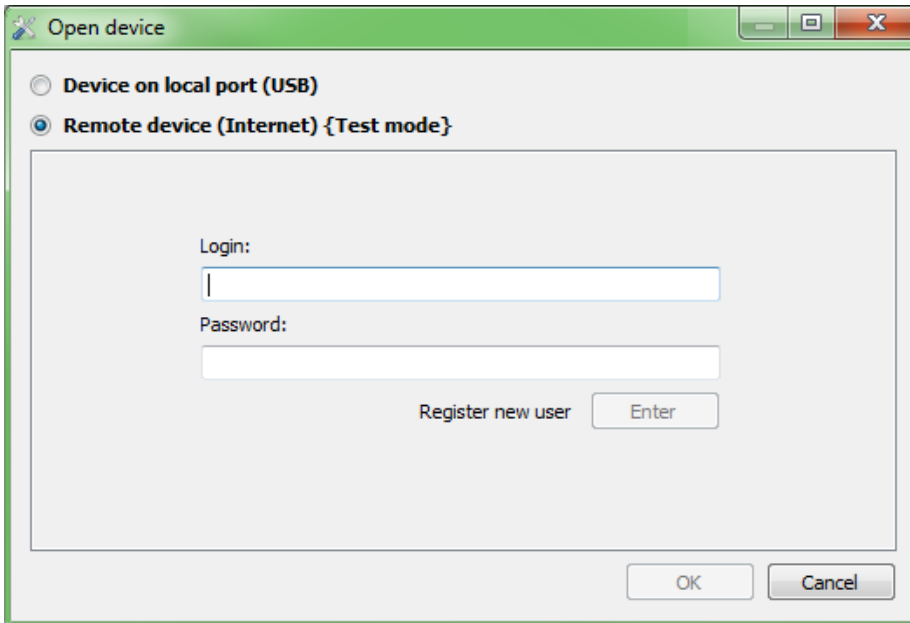 Open device
Device on local port (USB)
Remote device (Internet) {Test mode}
Login:
Password:
Register new user Enter
OK Cancel